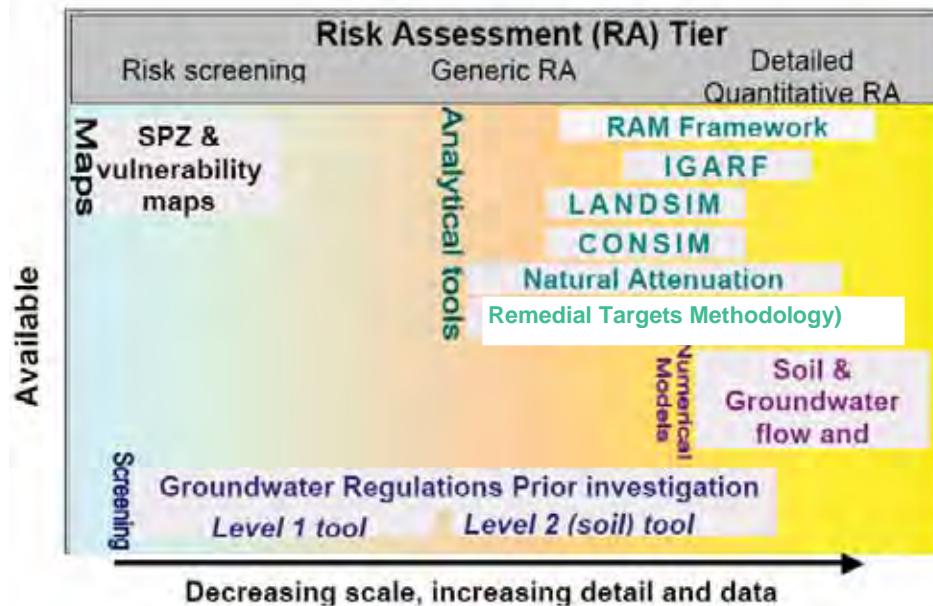 Risk Assessment (RA) Tier
Risk screening
Generic RA
Detailed
Quantitative RA
Maps
SPZ &
vulnerability
maps
Analytical tools
RAM Framework
IGARF
LANDSIM
CONSIM
Natural Attenuation
Remedial Targets Methodology)
Numerical
Models
Soil &
Groundwater
flow and
Available
Screening
Groundwater Regulations Prior investigation
Level 1 tool
Level 2 (soil) tool
Decreasing scale, increasing detail and data